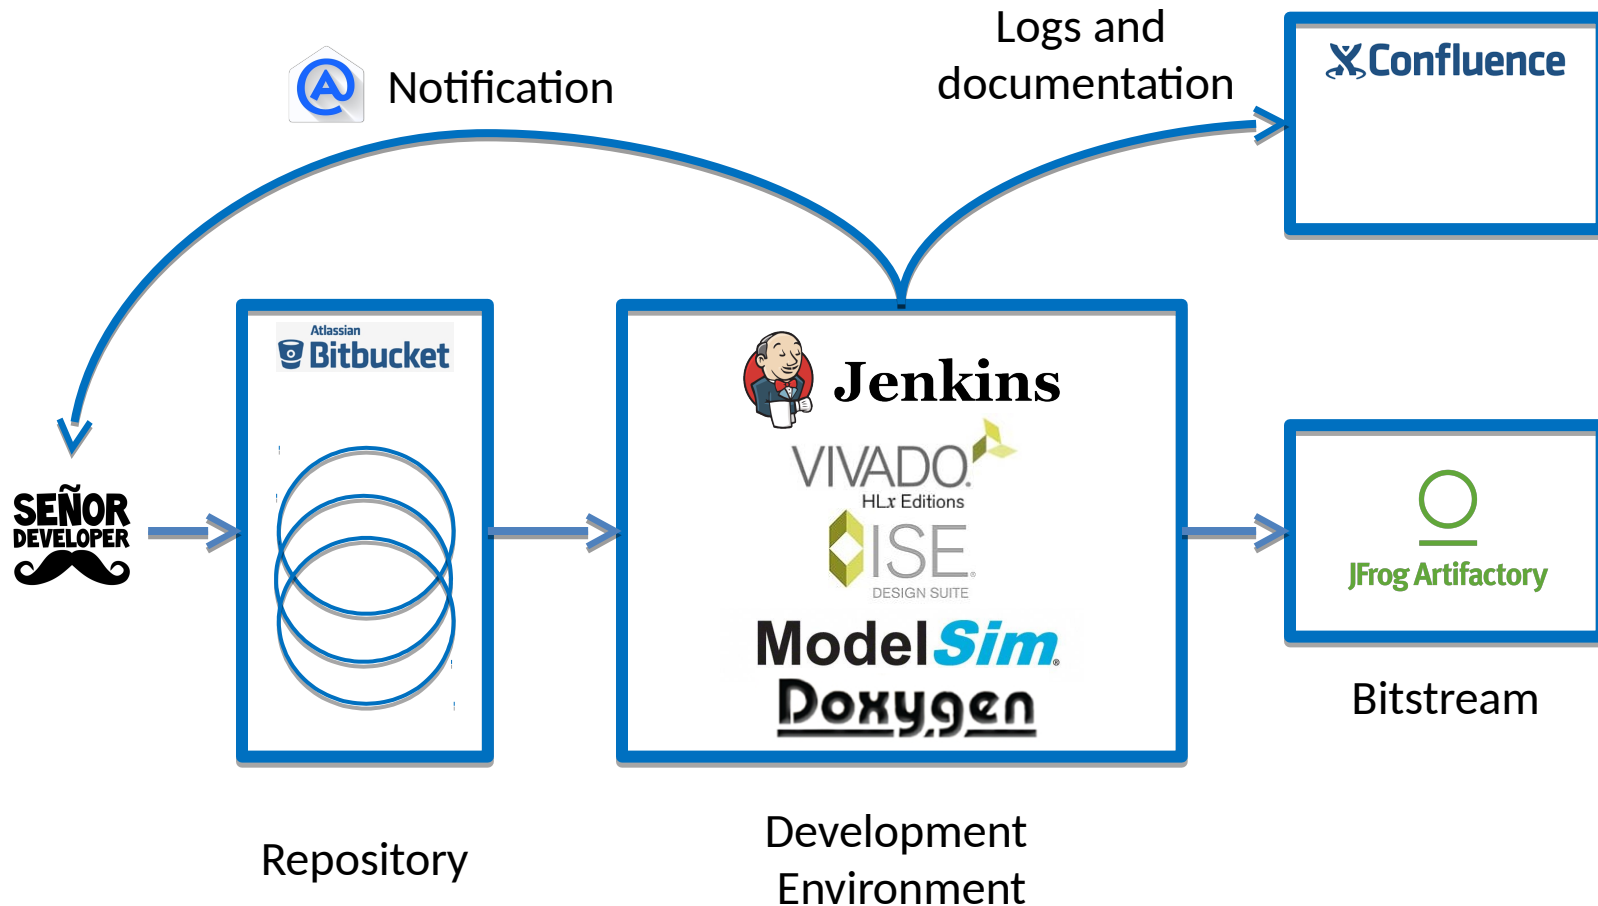 Notification
Logs and
documentation
Confluence
Atlassian
Bitbucket
Jenkins
VIVADO.
HLx Editions
ISE.
DESIGN SUITE
ModelSim®
Doxygen
SEÑOR
DEVELOPER
JFrog Artifactory
Bitstream
Repository
Development
Environment